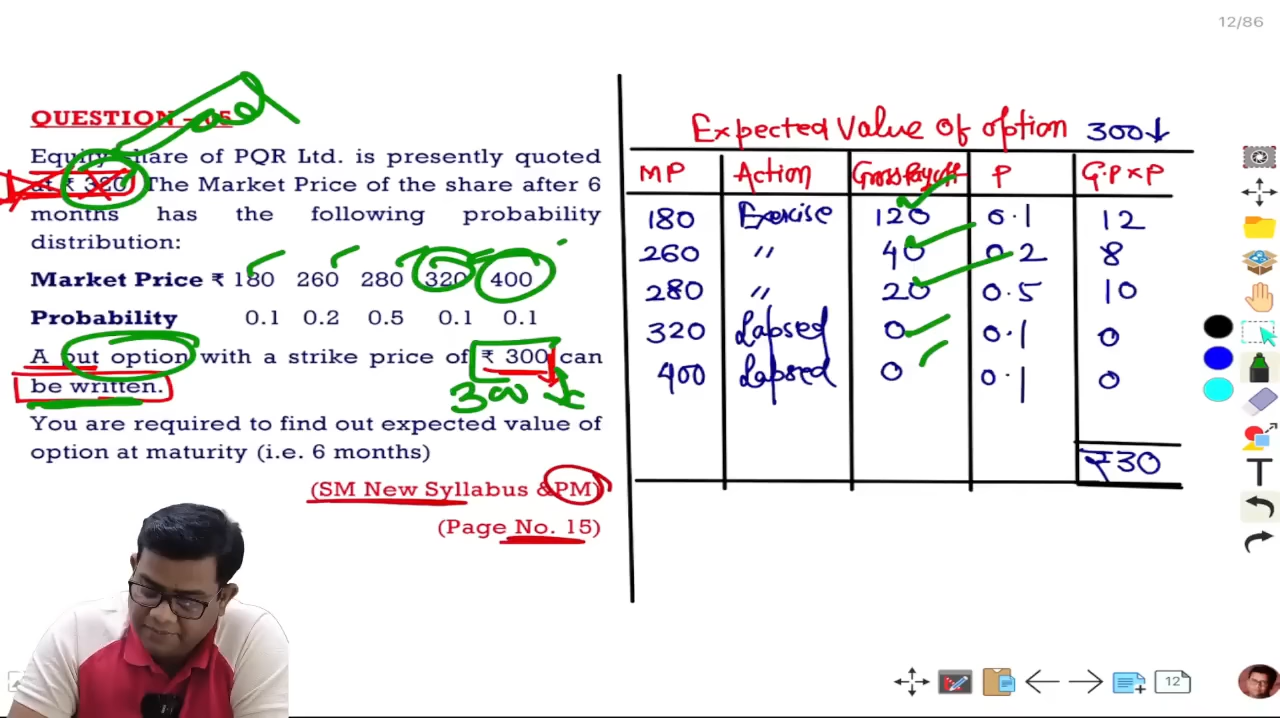 12/86
QUESTION –
Equity share of PQR Ltd. is presently quoted
at ₹ 320. The Market Price of the share after 6
months has the following probability
distribution:
Market Price ₹ 180 260 280 320 400
Probability 0.1 0.2 0.5 0.1 0.1
A put option with a strike price of ₹ 300 can
be written.
300 ↓
You are required to find out expected value of
option at maturity (i.e. 6 months)
(SM New Syllabus & PM)
(Page No. 15)
Expected Value Of option 300↓
MP Action Gross Payoff P G.P x P
180 Exercise 120 0.1 12
260 " 40 0.2 8
280 " 20 0.5 10
320 Lapsed 0 0.1 0
400 Lapsed 0 0.1 0
₹30
T
12